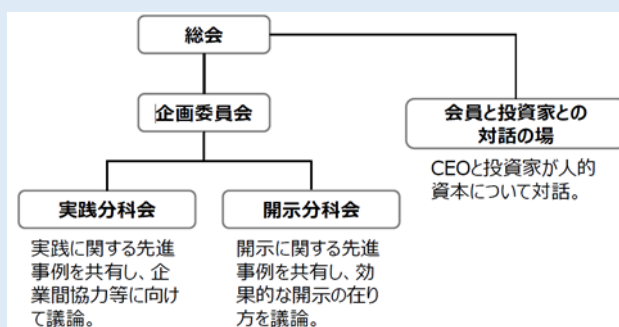 総会
企画委員会
会員と投資家との
対話の場
CEOと投資家が人的
資本について対話。
実践分科会
開示分科会
実践に関する先進
事例を共有し、企
業間協力等に向け
て議論。
開示に関する先進
事例を共有し、効
果的な開示の在り
方を議論。